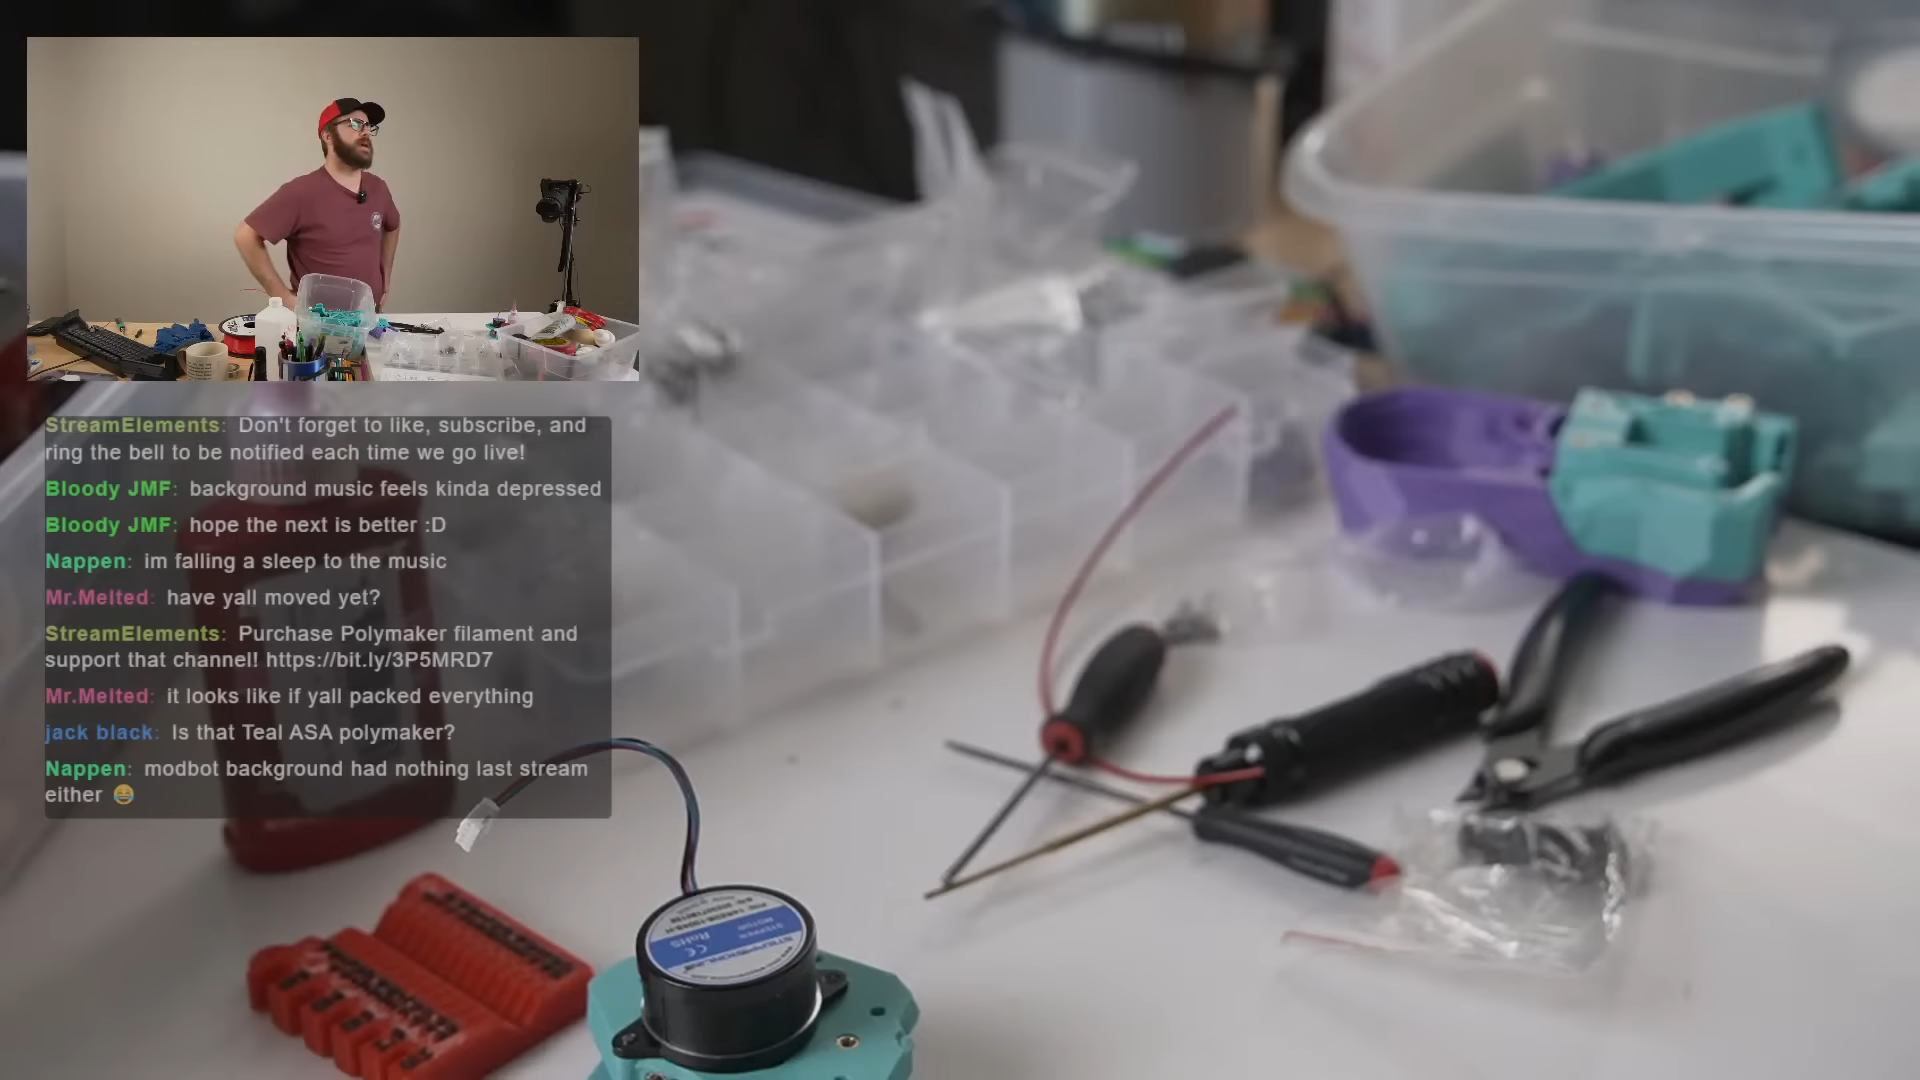 StreamElements: Don't forget to like, subscribe, and
ring the bell to be notified each time we go live!
Bloody JMF: background music feels kinda depressed
Bloody JMF: hope the next is better :D
Nappen: im falling a sleep to the music
Mr.Melted: have yall moved yet?
StreamElements: Purchase Polymaker filament and
support that channel! https://bit.ly/3P5MRD7
Mr.Melted: it looks like if yall packed everything
jack black: Is that Teal ASA polymaker?
Nappen: modbot background had nothing last stream
either 😂
STEPPERONLINE
STEPPER
MOTOR
CE
RoHS